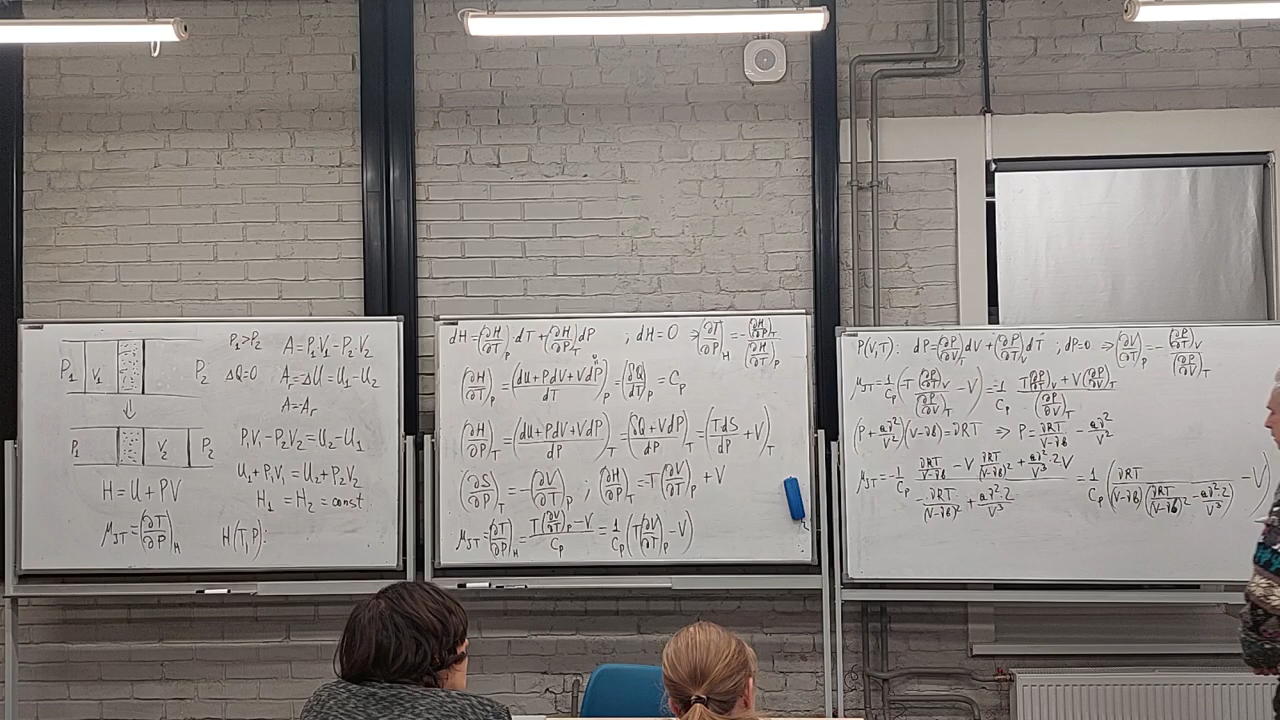 P₁ V₁ P₂
P₁>P₂
ΔQ=0
A=P₁V₁-P₂V₂
Aᵣ=-ΔU=U₁-U₂
A=-Aᵣ
⇓
P₁ V₂ P₂
P₁V₁-P₂V₂=U₂-U₁
U₁+P₁V₁=U₂+P₂V₂
H₁=H₂=const
H=U+PV
μ_JT=(∂T/∂P)_H
H(T,P):
dH=(∂H/∂T)_P dT+(∂H/∂P)_T dP ; dH=0 ⇒(∂T/∂P)_H=-(∂H/∂P)_T/(∂H/∂T)_P
(∂H/∂T)_P=((dU+PdV+VdP)/dT)_P=(δQ/dT)_P=C_P
(∂H/∂P)_T=((dU+PdV+VdP)/dP)_T=((δQ+VdP)/dP)_T=(TdS/dP+V)_T
(∂S/∂P)_T=-(∂V/∂T)_P ; (∂H/∂P)_T=-T(∂V/∂T)_P+V
μ_JT=(∂T/∂P)_H=(T(∂V/∂T)_P-V)/C_P=1/C_P(T(∂V/∂T)_P-V)
P(V,T): dP=(∂P/∂V)_T dV+(∂P/∂T)_V dT ; dP=0 ⇒(∂V/∂T)_P=-(∂P/∂T)_V/(∂P/∂V)_T
μ_JT=1/C_P(-T(∂P/∂T)_V/(∂P/∂V)_T-V)=-1/C_P (T(∂P/∂T)_V+V(∂P/∂V)_T)/(∂P/∂V)_T
(P+aν²/V²)(V-νb)=νRT ⇒ P=νRT/(V-νb)-aν²/V²
μ_JT=-1/C_P (νRT/(V-νb)-V νRT/(V-νb)²+aν²·2V/V³)/(-νRT/(V-νb)²+aν²·2/V³)=1/C_P(νRT/((V-νb)(νRT/(V-νb)²-aν²·2/V³))-V)